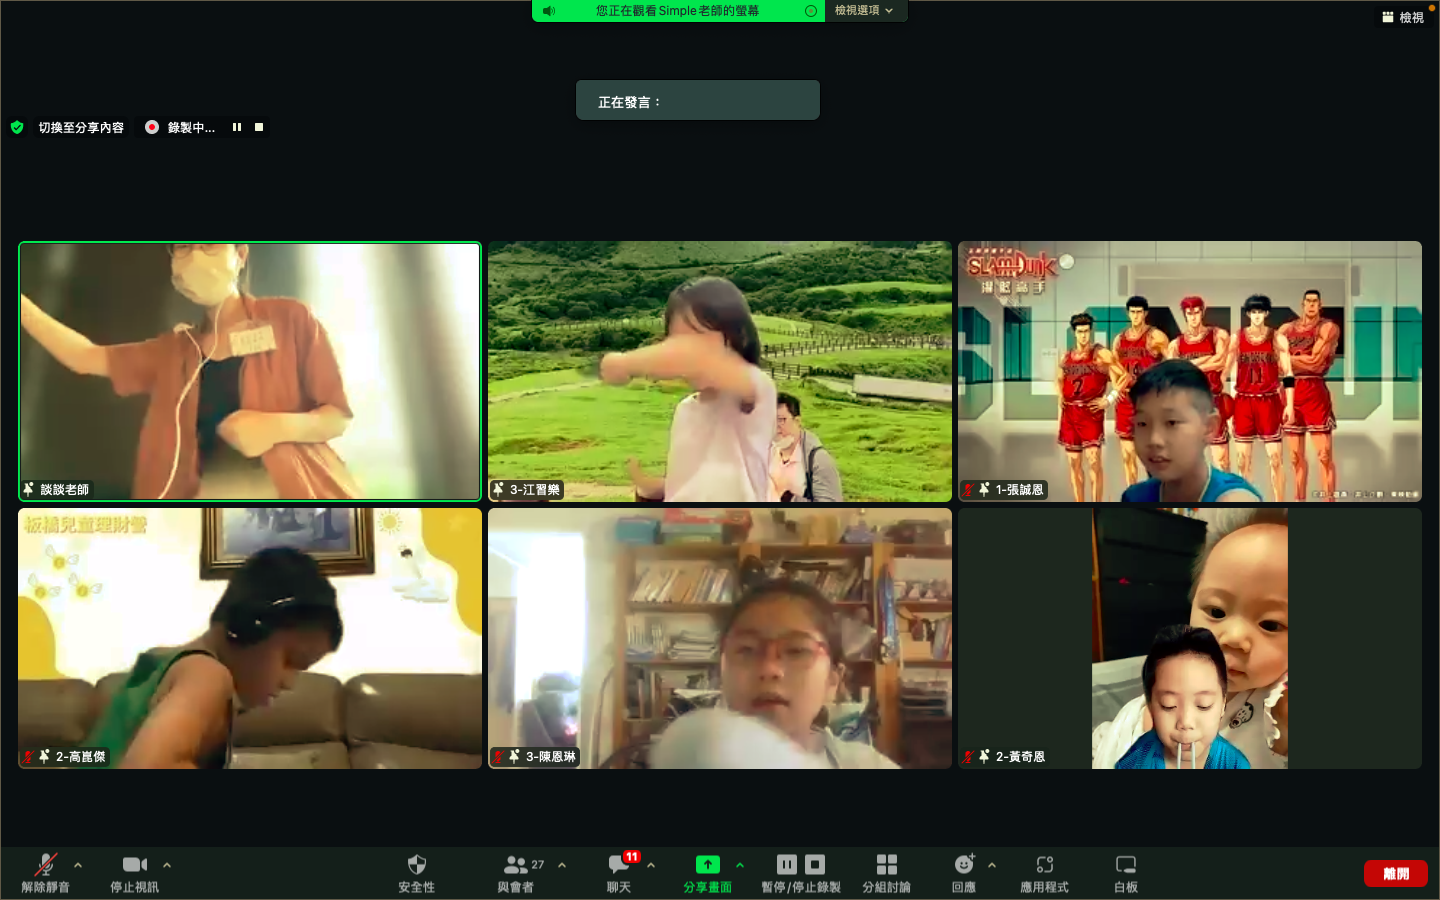 您正在觀看Simple老師的螢幕
檢視選項
檢視
正在發言：
切換至分享內容
錄製中...
談談老師
3-江習樂
SLAM DUNK
灌籃高手
1-張誠恩
板橋兒童理財營
2-高崑傑
3-陳恩琳
2-黃奇恩
解除靜音
停止視訊
安全性
27
與會者
11
聊天
分享畫面
暫停/停止錄製
分組討論
回應
應用程式
白板
離開